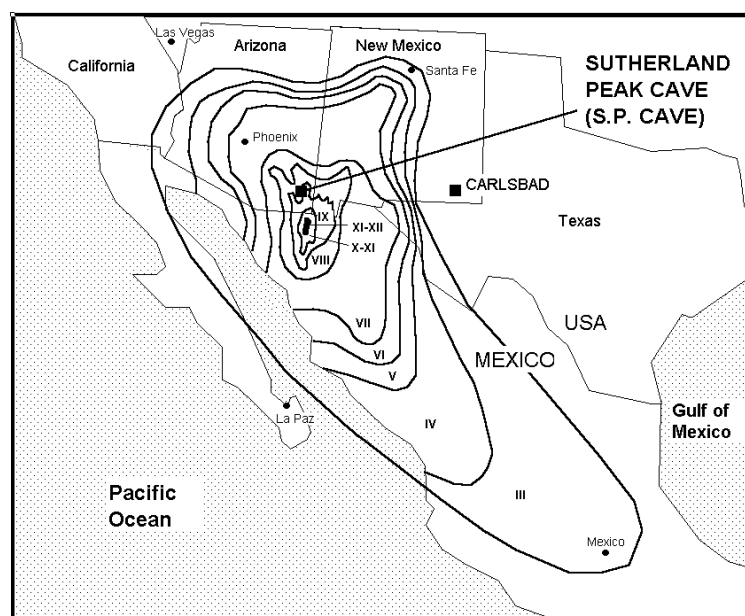 Las Vegas
California
Arizona
New Mexico
Santa Fe
SUTHERLAND
PEAK CAVE
(S.P. CAVE)
Phoenix
CARLSBAD
IX
XI-XII
X-XI
VIII
Texas
VII
VI
V
USA
MEXICO
La Paz
IV
Gulf of
Mexico
Pacific
Ocean
III
Mexico